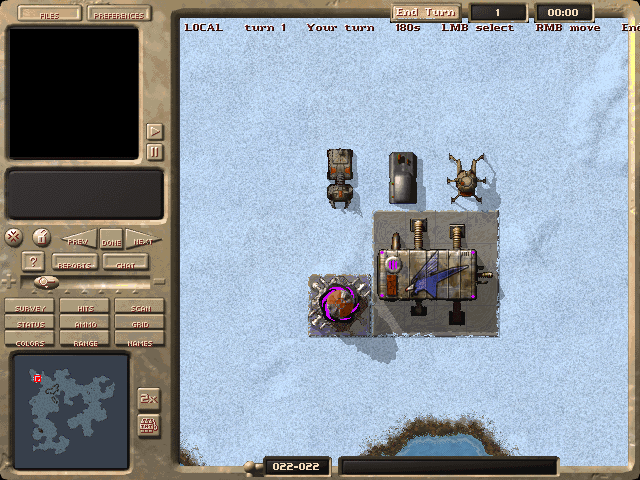 FILES PREFERENCES End Turn 1 00:00
LOCAL turn 1 Your turn 180s LMB select RMB move En
PREV DONE NEXT
? REPORTS CHAT
SURVEY HITS SCAN
STATUS AMMO GRID
COLORS RANGE NAMES
2x
022-022